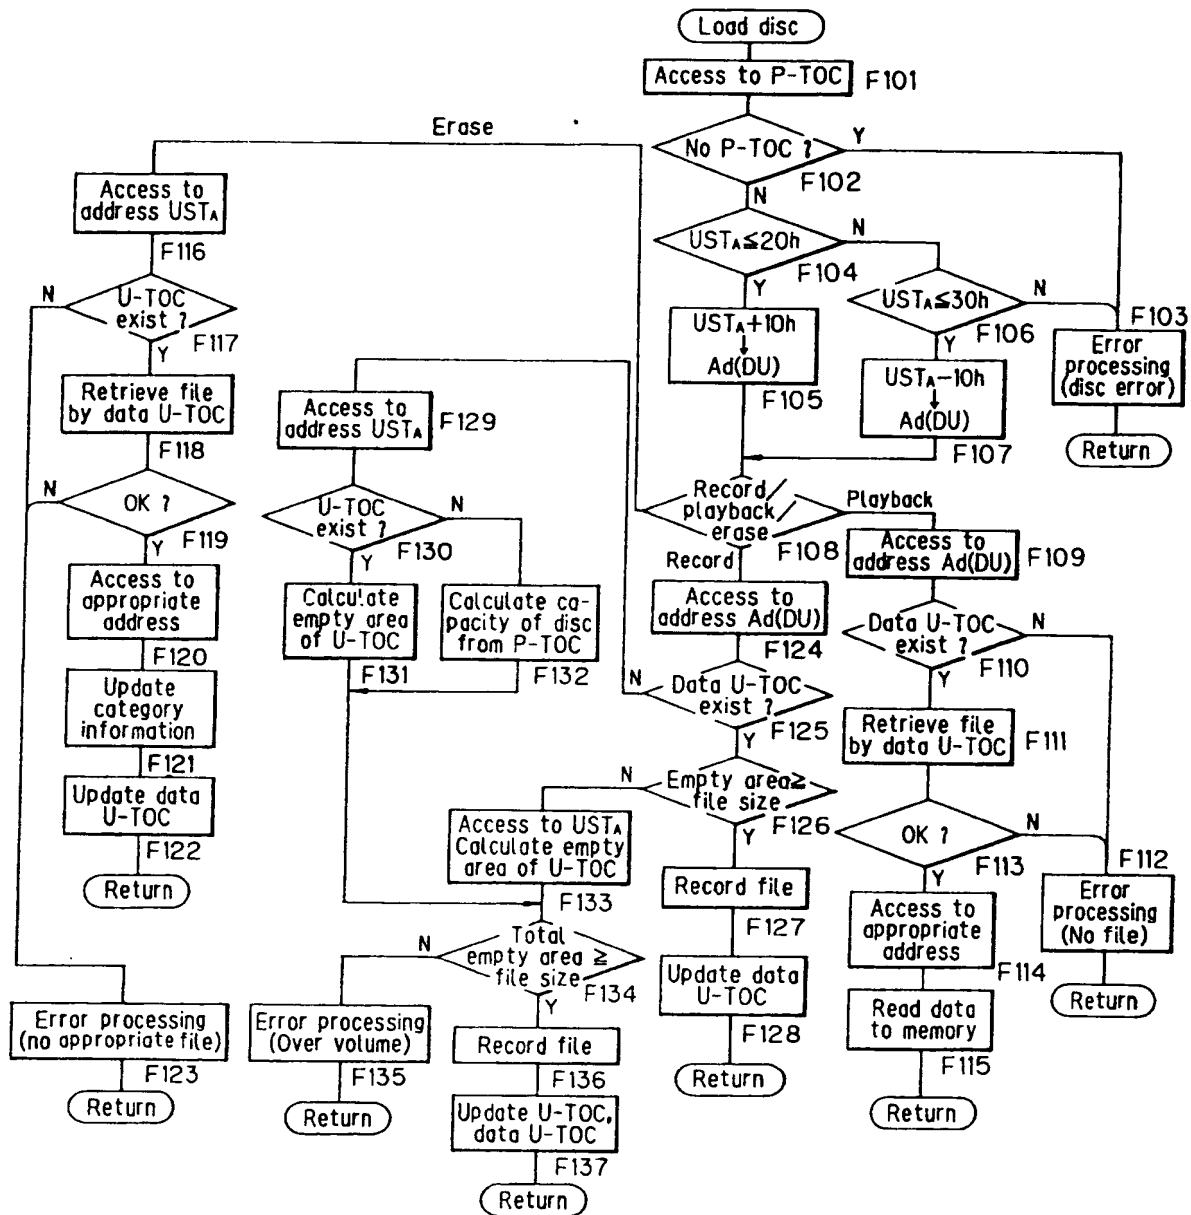 Load disc
Access to P-TOC
F101
Erase
No P-TOC ?
Y
F102
N
Access to
address USTA
F116
USTA≦20h
N
F104
Y
USTA≦30h
N
F106
Y
F103
Error
processing
(disc error)
Return
USTA+10h
↓
Ad(DU)
F105
USTA−10h
↓
Ad(DU)
F107
N
U-TOC
exist ?
F117
Y
Retrieve file
by data U-TOC
F118
N
OK ?
F119
Y
Access to
appropriate
address
F120
Update
category
information
F121
Update data
U-TOC
F122
Return
Error processing
(no appropriate file)
F123
Return
Access to
address USTA
F129
U-TOC
exist ?
N
F130
Y
Calculate
empty area
of U-TOC
F131
Calculate ca-
pacity of disc
from P-TOC
F132
Record/
playback/
erase
F108
Playback
Record
Access to
address Ad(DU)
F109
Access to
address Ad(DU)
F124
Data U-TOC
exist ?
N
F110
Y
N
Data U-TOC
exist ?
F125
Y
Retrieve file
by data U-TOC
F111
N
Empty area≧
file size
F126
Y
OK ?
N
F113
Y
F112
Error
processing
(No file)
Return
Access to USTA
Calculate empty
area of U-TOC
F133
Record file
F127
Access to
appropriate
address
F114
N
Total
empty area ≧
file size
F134
Y
Update data
U-TOC
F128
Return
Read data
to memory
F115
Return
Error processing
(Over volume)
F135
Return
Record file
F136
Update U-TOC,
data U-TOC
F137
Return